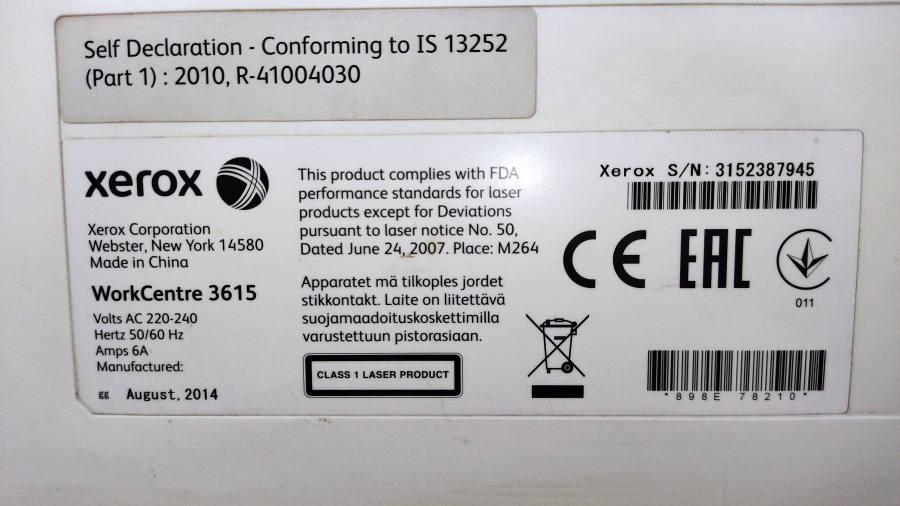 Self Declaration - Conforming to IS 13252
(Part 1) : 2010, R-41004030
xerox
Xerox Corporation
Webster, New York 14580
Made in China
WorkCentre 3615
Volts AC 220-240
Hertz 50/60 Hz
Amps 6A
Manufactured:
gg August, 2014
This product complies with FDA
performance standards for laser
products except for Deviations
pursuant to laser notice No. 50,
Dated June 24, 2007. Place: M264
Apparatet må tilkoples jordet
stikkontakt. Laite on liitettävä
suojamaadoituskoskettimilla
varustettuun pistorasiaan.
CLASS 1 LASER PRODUCT
Xerox S/N: 3152387945
CE EAC
011
*898E 78210*